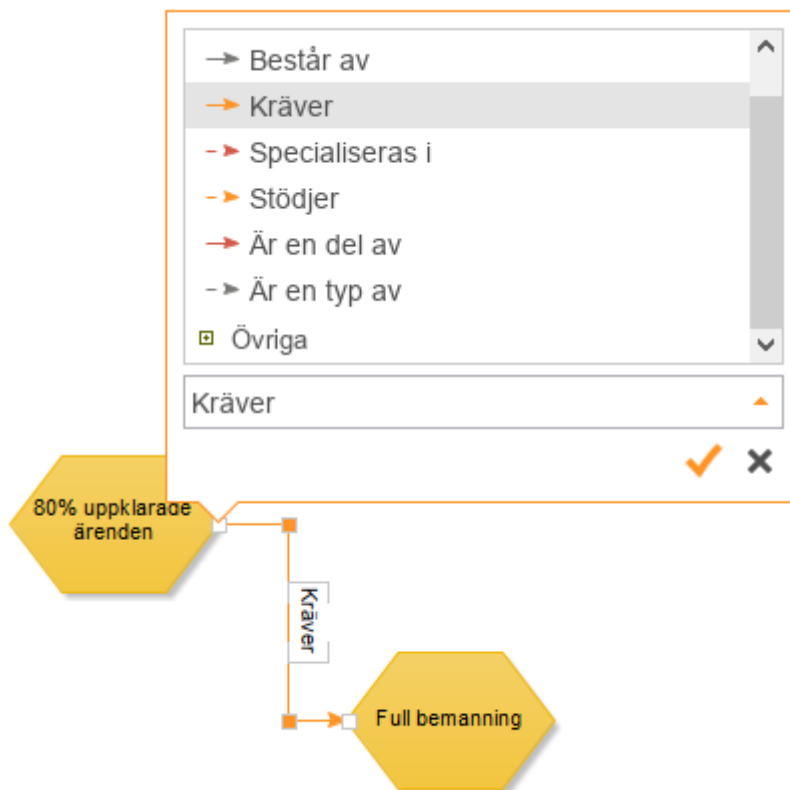 Består av
Kräver
Specialiseras i
Stödjer
Är en del av
Är en typ av
Övriga
Kräver
80% uppklarade
ärenden
Kräver
Full bemanning